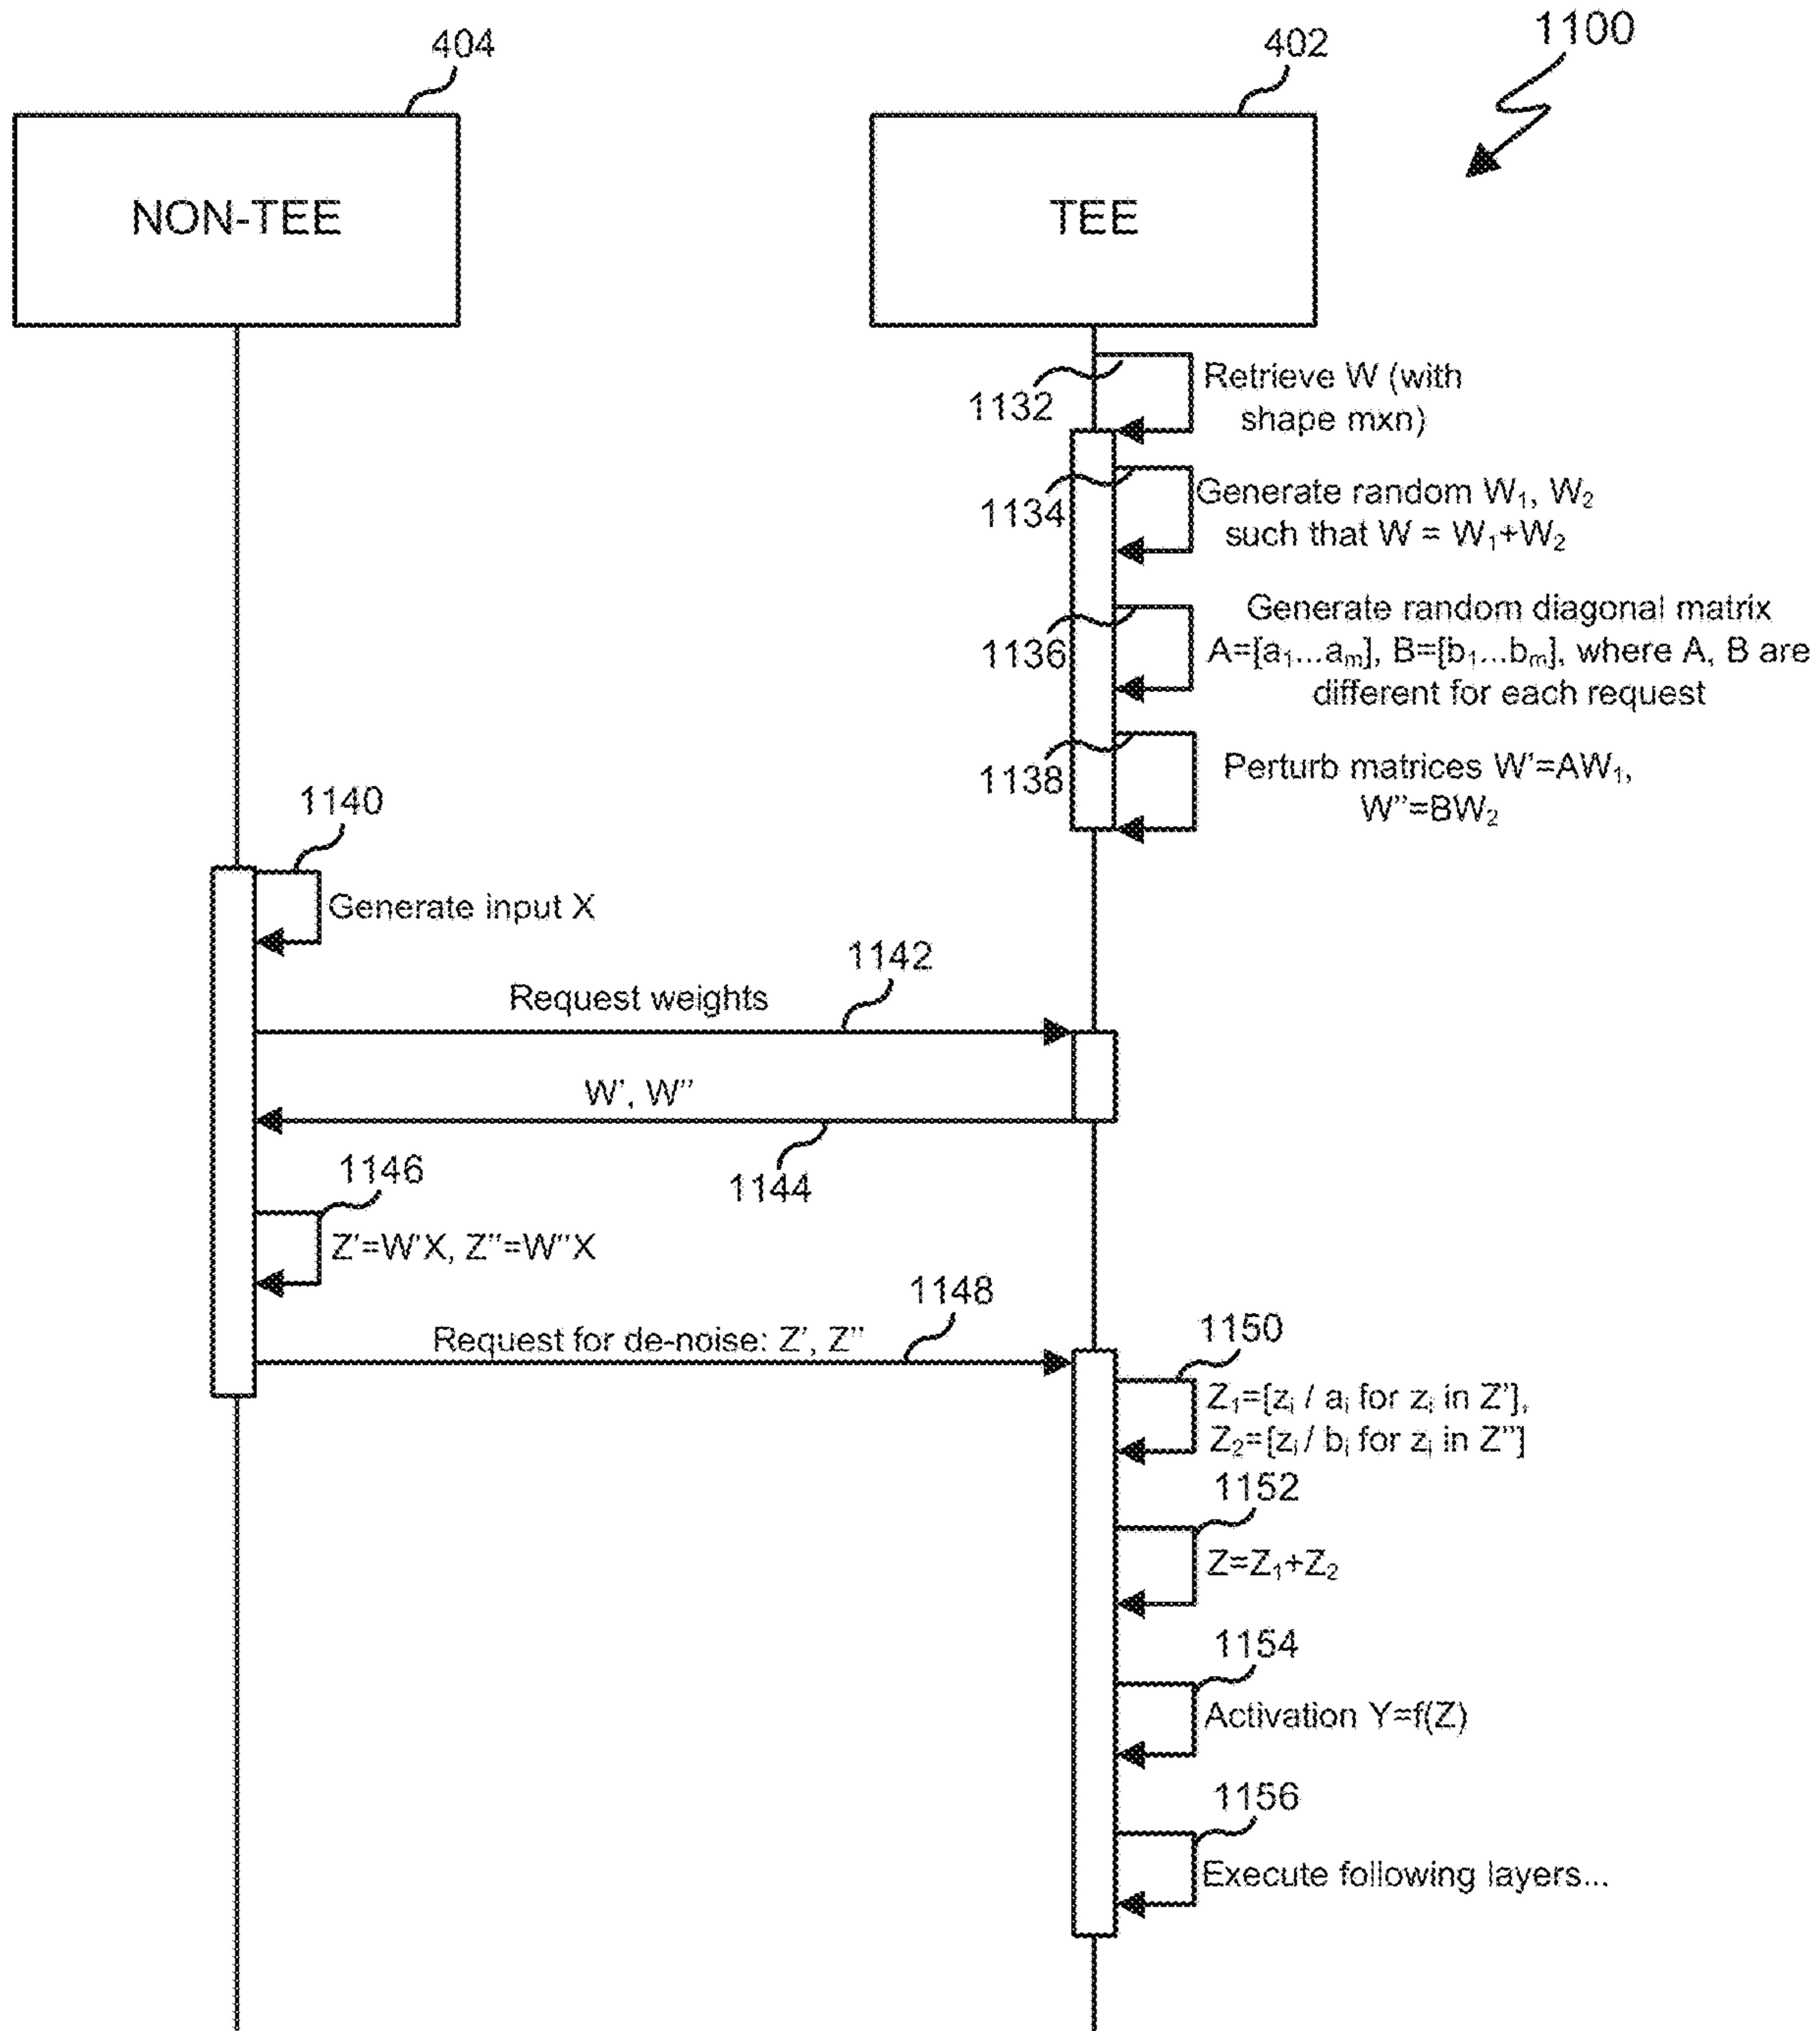 404
402
1100
NON-TEE
TEE
1132
Retrieve W (with
shape mxn)
1134
Generate random W₁, W₂
such that W = W₁+W₂
1136
Generate random diagonal matrix
A=[a₁...aₘ], B=[b₁...bₘ], where A, B are
different for each request
1138
Perturb matrices W'=AW₁,
W''=BW₂
1140
Generate input X
1142
Request weights
W', W''
1144
1146
Z'=W'X, Z''=W''X
1148
Request for de-noise: Z', Z''
1150
Z₁=[zᵢ / aᵢ for zᵢ in Z'],
Z₂=[zᵢ / bᵢ for zᵢ in Z'']
1152
Z=Z₁+Z₂
1154
Activation Y=f(Z)
1156
Execute following layers...